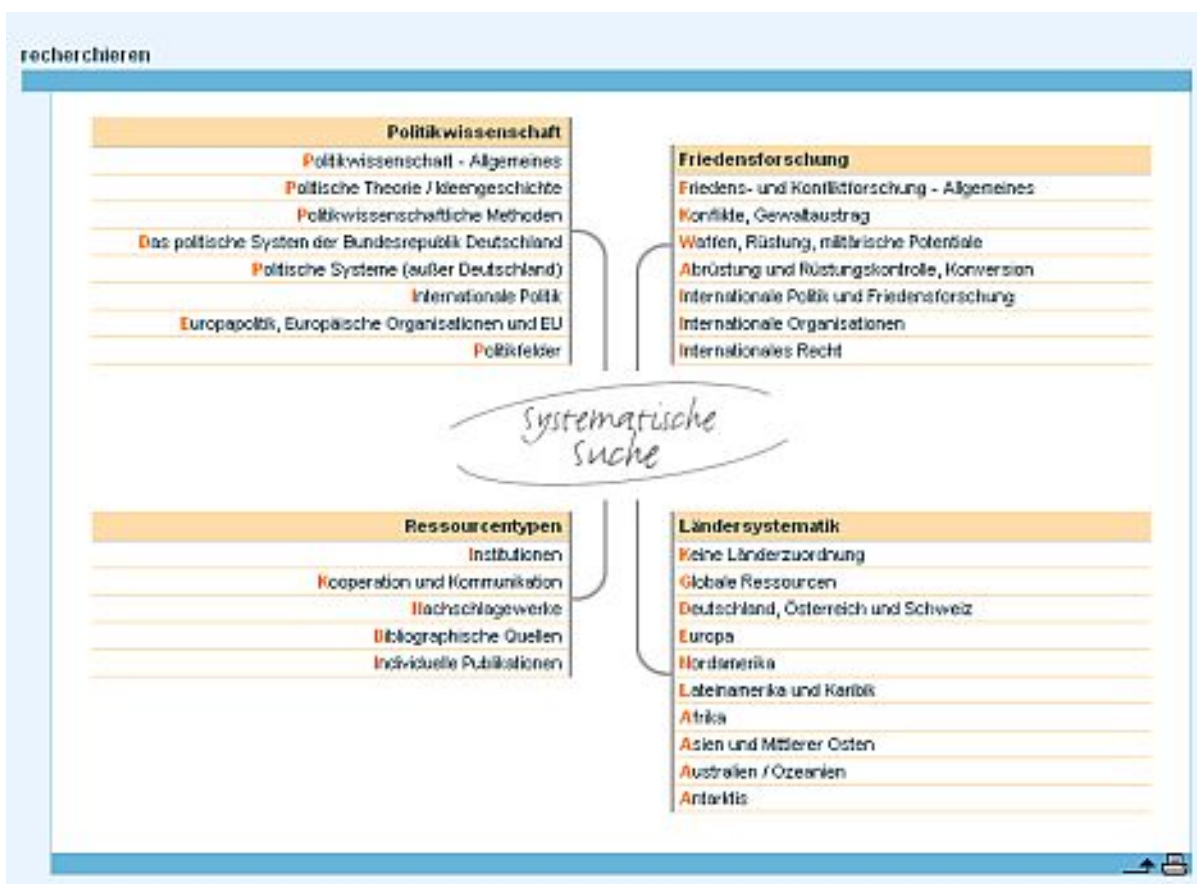 recherchieren
Politikwissenschaft
Politikwissenschaft - Allgemeines
Politische Theorie / Ideengeschichte
Politikwissenschaftliche Methoden
Das politische System der Bundesrepublik Deutschland
Politische Systeme (außer Deutschland)
Internationale Politik
Europapolitik, Europäische Organisationen und EU
Politikfelder
Friedensforschung
Friedens- und Konfliktforschung - Allgemeines
Konflikte, Gewaltaustrag
Waffen, Rüstung, militärische Potentiale
Abrüstung und Rüstungskontrolle, Konversion
Internationale Politik und Friedensforschung
Internationale Organisationen
Internationales Recht
Systematische
Suche
Ressourcentypen
Institutionen
Kooperation und Kommunikation
Nachschlagewerke
Bibliographische Quellen
Individuelle Publikationen
Ländersystematik
Keine Länderzuordnung
Globale Ressourcen
Deutschland, Österreich und Schweiz
Europa
Nordamerika
Lateinamerika und Karibik
Afrika
Asien und Mittlerer Osten
Australien / Ozeanien
Antarktis